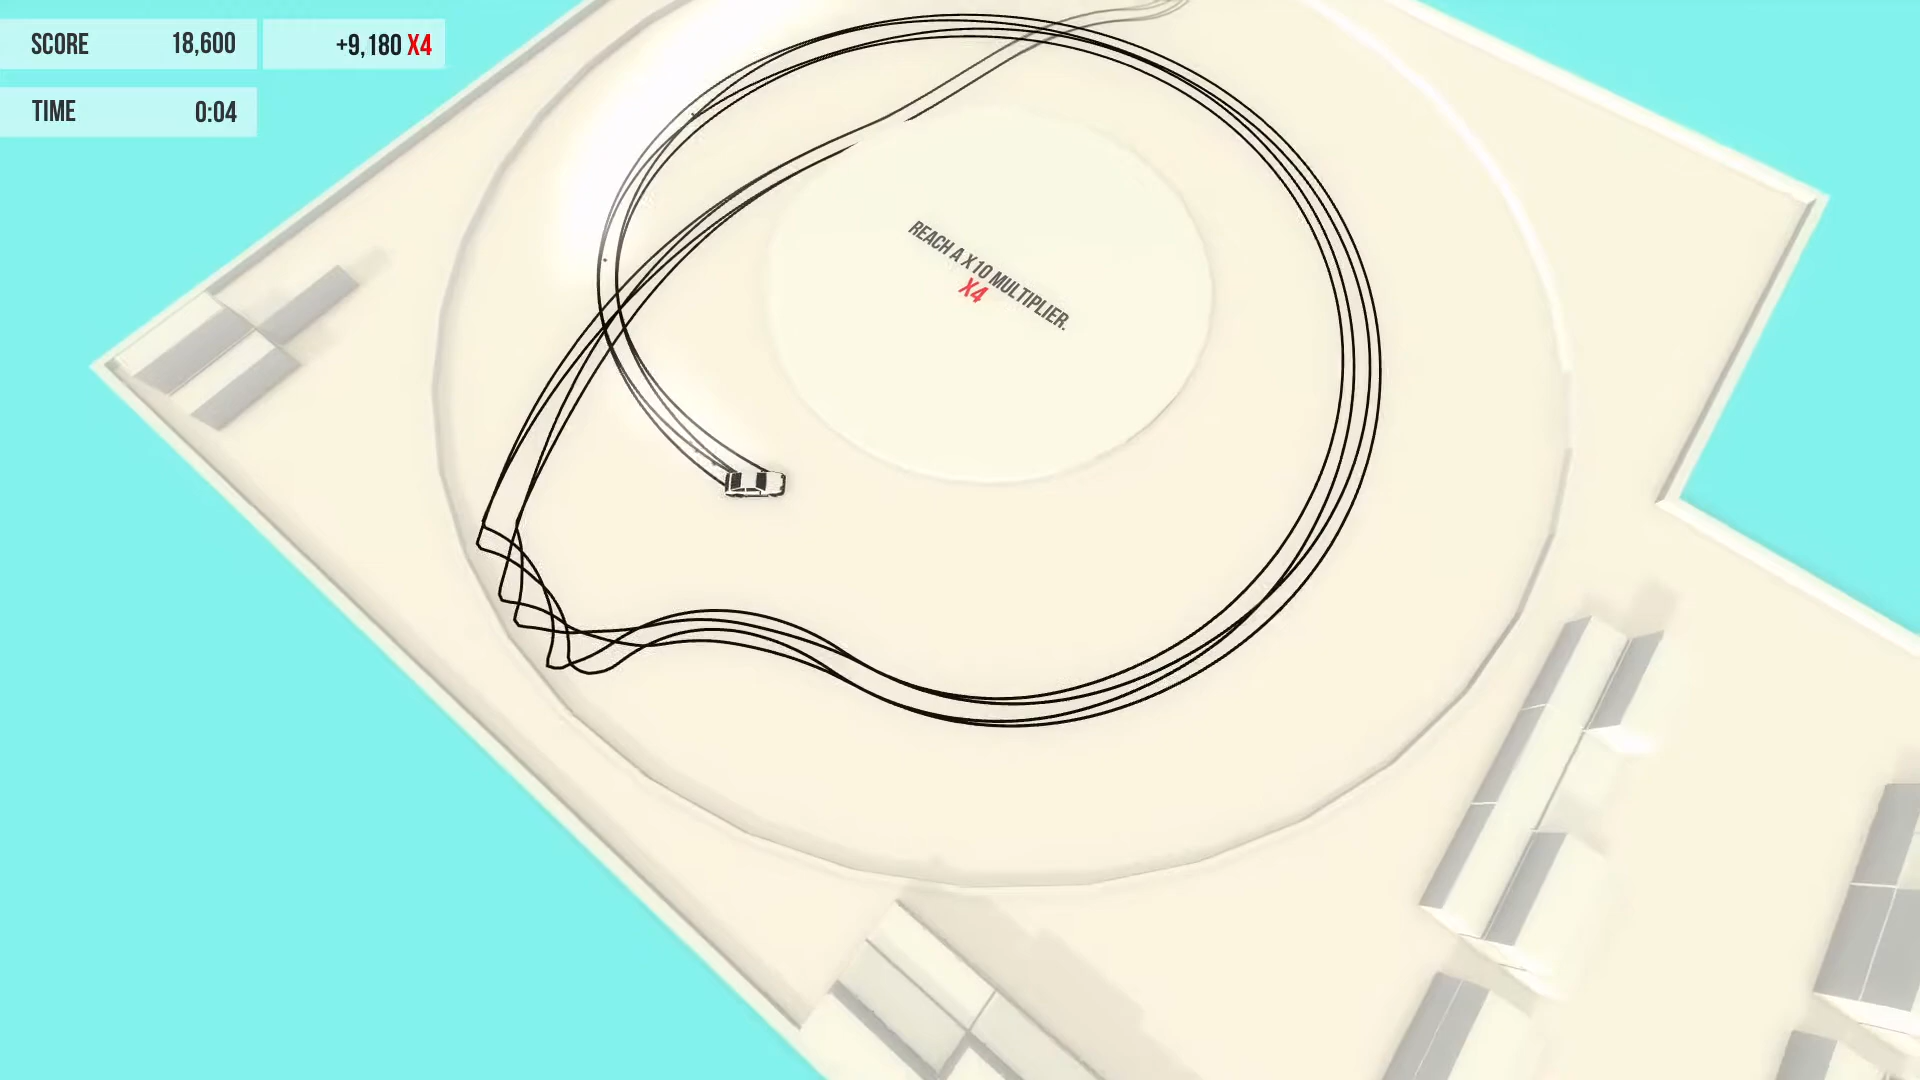 SCORE 18,600 +9,180 X4
TIME 0:04
REACH A X10 MULTIPLIER.
X4